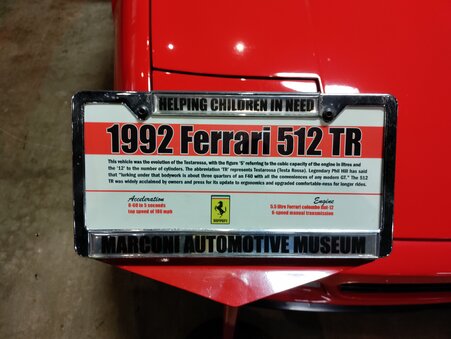 HELPING CHILDREN IN NEED
1992 Ferrari 512 TR
This vehicle was the evolution of the Testarossa, with the figure '5' referring to the cubic capacity of the engine in litres and
the '12' to the number of cylinders. The abbreviation 'TR' represents Testarossa (Testa Rossa). Legendary Phil Hill has said
that "lurking under that bodywork is about three quarters of an F40 with all the conveniences of any modern GT." The 512
TR was widely acclaimed by owners and press for its update to ergonomics and upgraded comfortable-ness for longer rides.
Acceleration
0-60 in 5 seconds
top speed of 196 mph
Ferrari
Engine
5.5 litre Ferrari colombo flat-12
6-speed manual transmission
MARCONI AUTOMOTIVE MUSEUM